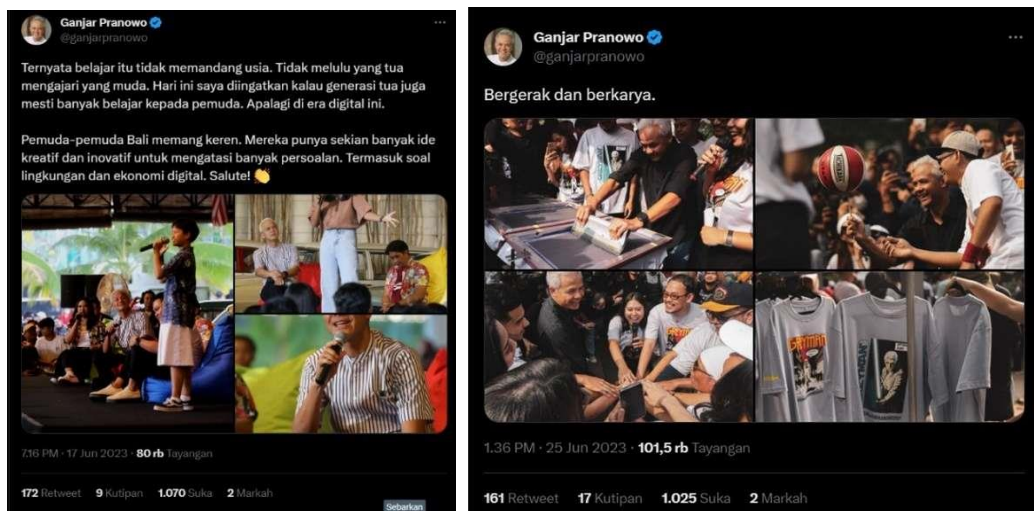 Ganjar Pranowo
@ganjarpranowo
Ternyata belajar itu tidak memandang usia. Tidak melulu yang tua
mengajari yang muda. Hari ini saya diingatkan kalau generasi tua juga
mesti banyak belajar kepada pemuda. Apalagi di era digital ini.
Pemuda-pemuda Bali memang keren. Mereka punya sekian banyak ide
kreatif dan inovatif untuk mengatasi banyak persoalan. Termasuk soal
lingkungan dan ekonomi digital. Salute! 👏
7.16 PM · 17 Jun 2023 · 80 rb Tayangan
172 Retweet 9 Kutipan 1.070 Suka 2 Markah
Sebarkan
Ganjar Pranowo
@ganjarpranowo
Bergerak dan berkarya.
1.36 PM · 25 Jun 2023 · 101,5 rb Tayangan
161 Retweet 17 Kutipan 1.025 Suka 2 Markah